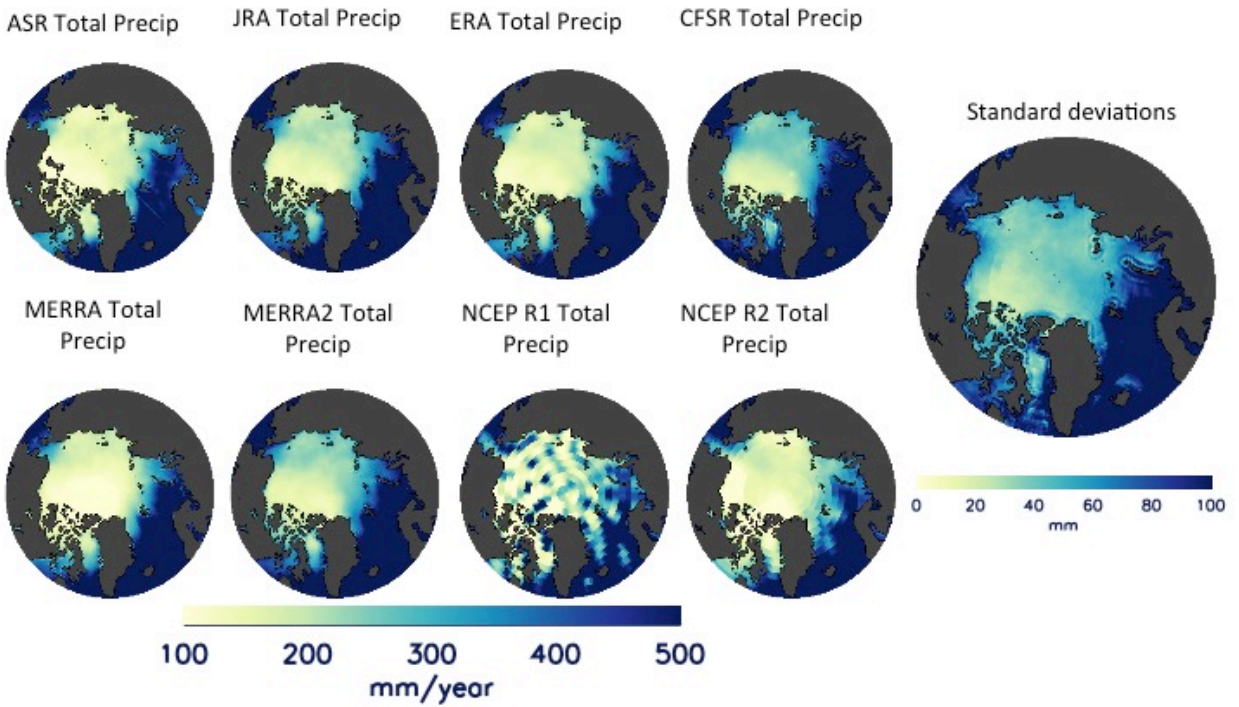 ASR Total Precip
JRA Total Precip
ERA Total Precip
CFSR Total Precip
Standard deviations
MERRA Total
Precip
MERRA2 Total
Precip
NCEP R1 Total
Precip
NCEP R2 Total
Precip
0 20 40 60 80 100
mm
100 200 300 400 500
mm/year